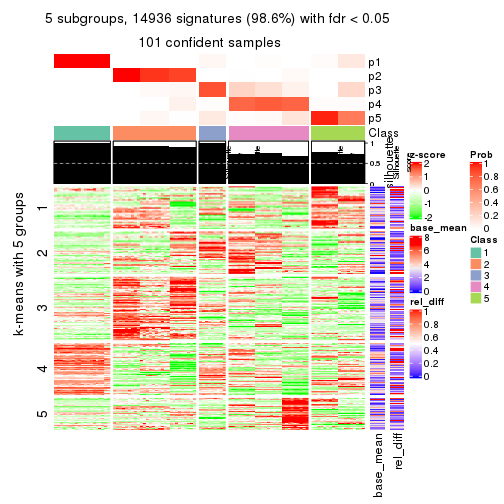 5 subgroups, 14936 signatures (98.6%) with fdr < 0.05
101 confident samples
p1
p2
p3
p4
p5
Class
1
0.5
0
silhouette
score
k-means with 5 groups
1
2
3
4
5
base_mean
rel_diff
z-score
2
1
0
-1
-2
base_mean
8
6
4
2
0
rel_diff
1
0.8
0.6
0.4
0.2
0
Prob
1
0.8
0.6
0.4
0.2
0
Class
1
2
3
4
5